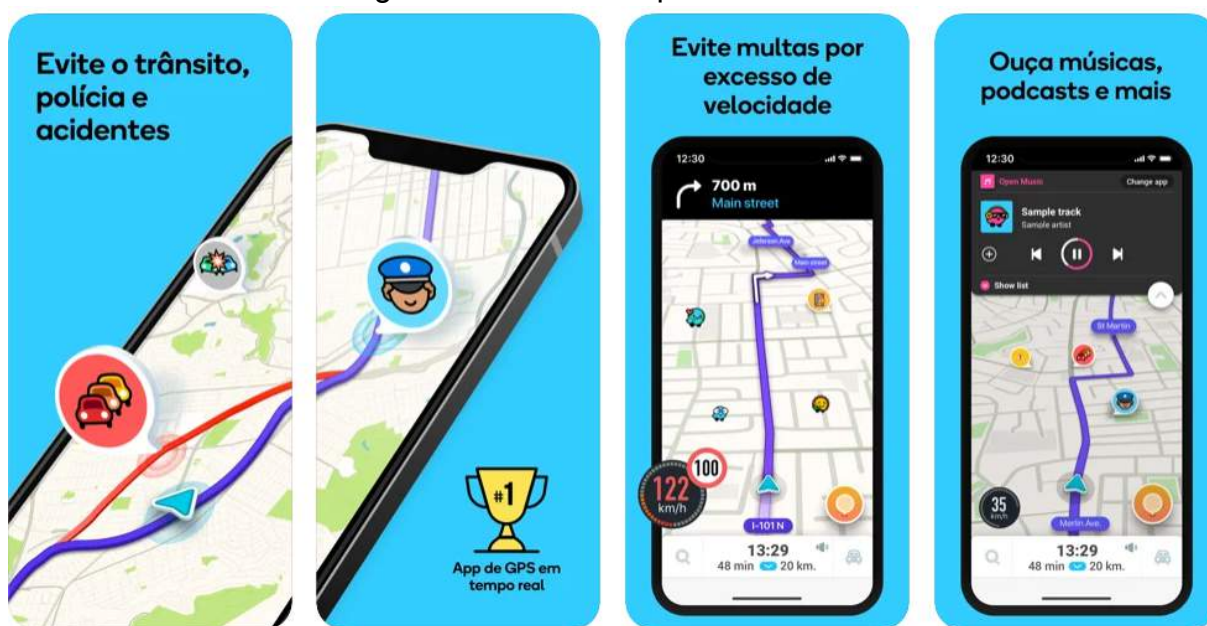 Evite o trânsito,
polícia e
acidentes
#1
App de GPS em
tempo real
Evite multas por
excesso de
velocidade
12:30
700 m
Main street
Jeferson Ave
Main street
100
122
km/h
I-101 N
13:29
48 min 20 km.
Ouça músicas,
podcasts e mais
12:30
Open Music
Change app
Sample track
Sample artist
Show list
St Martin
35
km/h
Merlin Ave.
13:29
48 min 20 km.